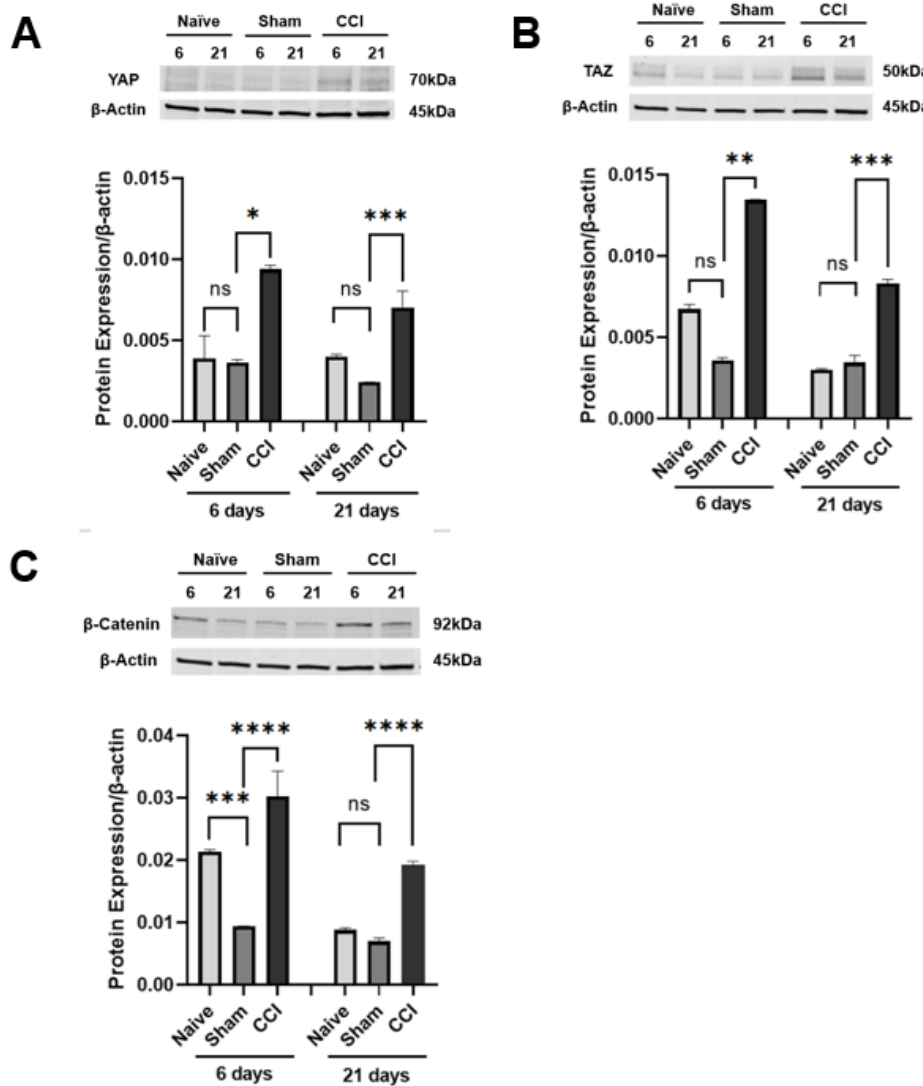 A
Naïve Sham CCI
6 21 6 21 6 21
YAP 70kDa
β-Actin 45kDa
Protein Expression/β-actin
0.015
0.010
0.005
0.000
ns * ns ***
Naive Sham CCI Naive Sham CCI
6 days 21 days
B
Naïve Sham CCI
6 21 6 21 6 21
TAZ 50kDa
β-Actin 45kDa
Protein Expression/β-actin
0.015
0.010
0.005
0.000
ns ** ns ***
Naive Sham CCI Naive Sham CCI
6 days 21 days
C
Naïve Sham CCI
6 21 6 21 6 21
β-Catenin 92kDa
β-Actin 45kDa
Protein Expression/β-actin
0.04
0.03
0.02
0.01
0.00
*** **** ns ****
Naive Sham CCI Naive Sham CCI
6 days 21 days